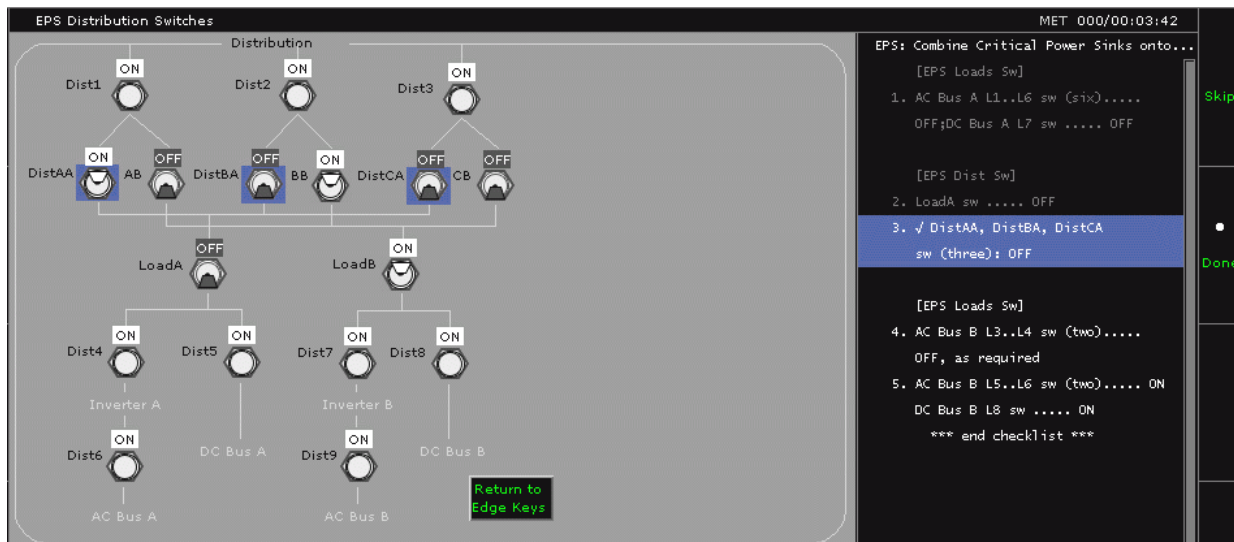 EPS Distribution Switches
MET 000/00:03:42
Distribution
ON
ON
ON
Dist1
Dist2
Dist3
ON
OFF
OFF
ON
OFF
OFF
DistAA
AB
DistBA
BB
DistCA
CB
OFF
ON
LoadA
LoadB
ON
ON
ON
ON
Dist4
Dist5
Dist7
Dist8
Inverter A
Inverter B
ON
ON
Dist6
DC Bus A
Dist9
DC Bus B
AC Bus A
AC Bus B
Return to
Edge Keys
EPS: Combine Critical Power Sinks onto...
[EPS Loads Sw]
1. AC Bus A L1..L6 sw (six).....
OFF;DC Bus A L7 sw ..... OFF
[EPS Dist Sw]
2. LoadA sw ..... OFF
3. √ DistAA, DistBA, DistCA
sw (three): OFF
[EPS Loads Sw]
4. AC Bus B L3..L4 sw (two).....
OFF, as required
5. AC Bus B L5..L6 sw (two)..... ON
DC Bus B L8 sw ..... ON
*** end checklist ***
Skip
Done